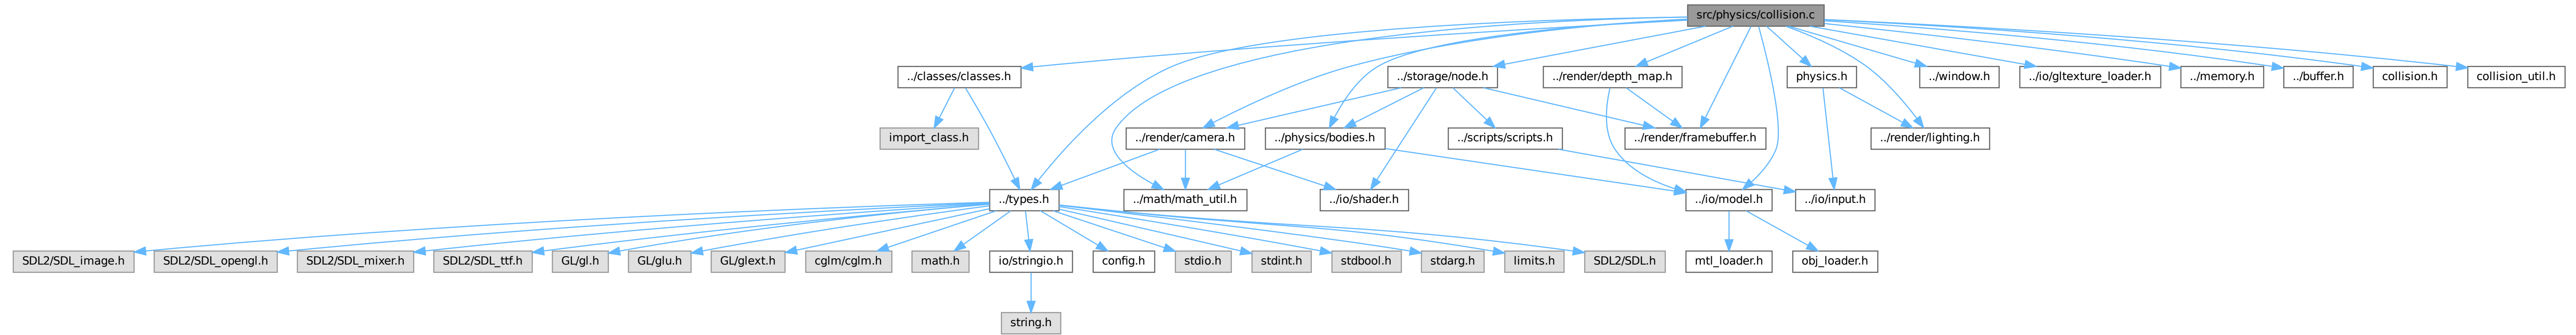 src/physics/collision.c
../classes/classes.h
../storage/node.h
../render/depth_map.h
physics.h
../window.h
../io/gltexture_loader.h
../memory.h
../buffer.h
collision.h
collision_util.h
import_class.h
../render/camera.h
../physics/bodies.h
../scripts/scripts.h
../render/framebuffer.h
../render/lighting.h
../types.h
../math/math_util.h
../io/shader.h
../io/model.h
../io/input.h
SDL2/SDL_image.h
SDL2/SDL_opengl.h
SDL2/SDL_mixer.h
SDL2/SDL_ttf.h
GL/gl.h
GL/glu.h
GL/glext.h
cglm/cglm.h
math.h
io/stringio.h
config.h
stdio.h
stdint.h
stdbool.h
stdarg.h
limits.h
SDL2/SDL.h
mtl_loader.h
obj_loader.h
string.h